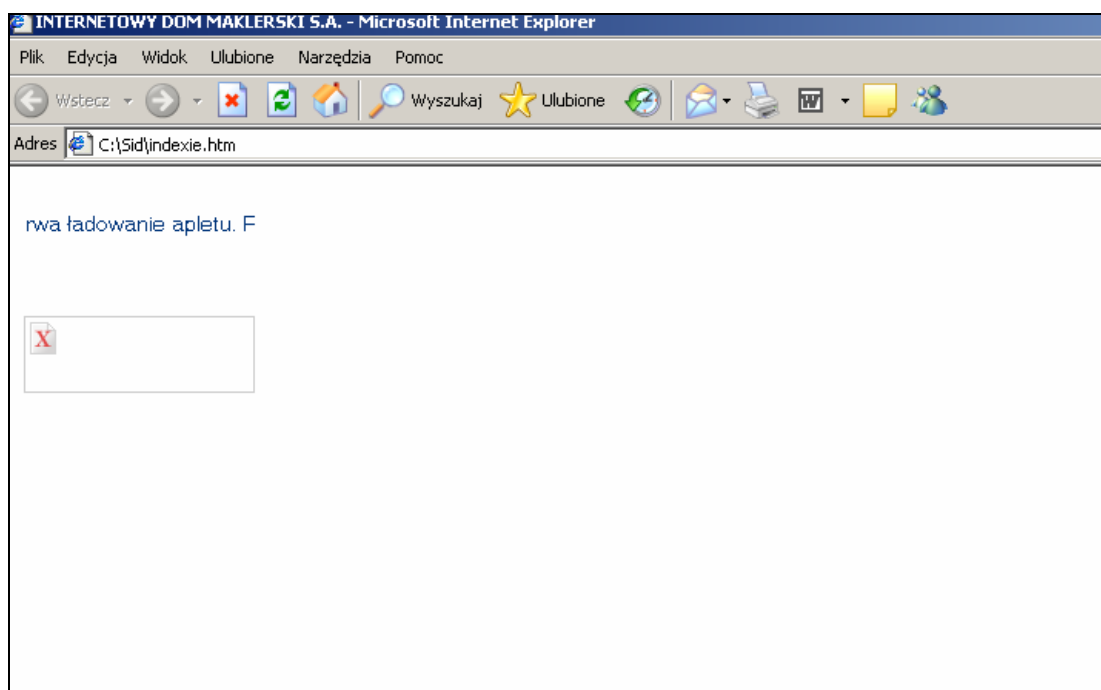 INTERNETOWY DOM MAKLERSKI S.A. - Microsoft Internet Explorer
Plik Edycja Widok Ulubione Narzędzia Pomoc
Wstecz Wyszukaj Ulubione W
Adres C:\Sid\indexie.htm
rwa ładowanie apletu. F
X